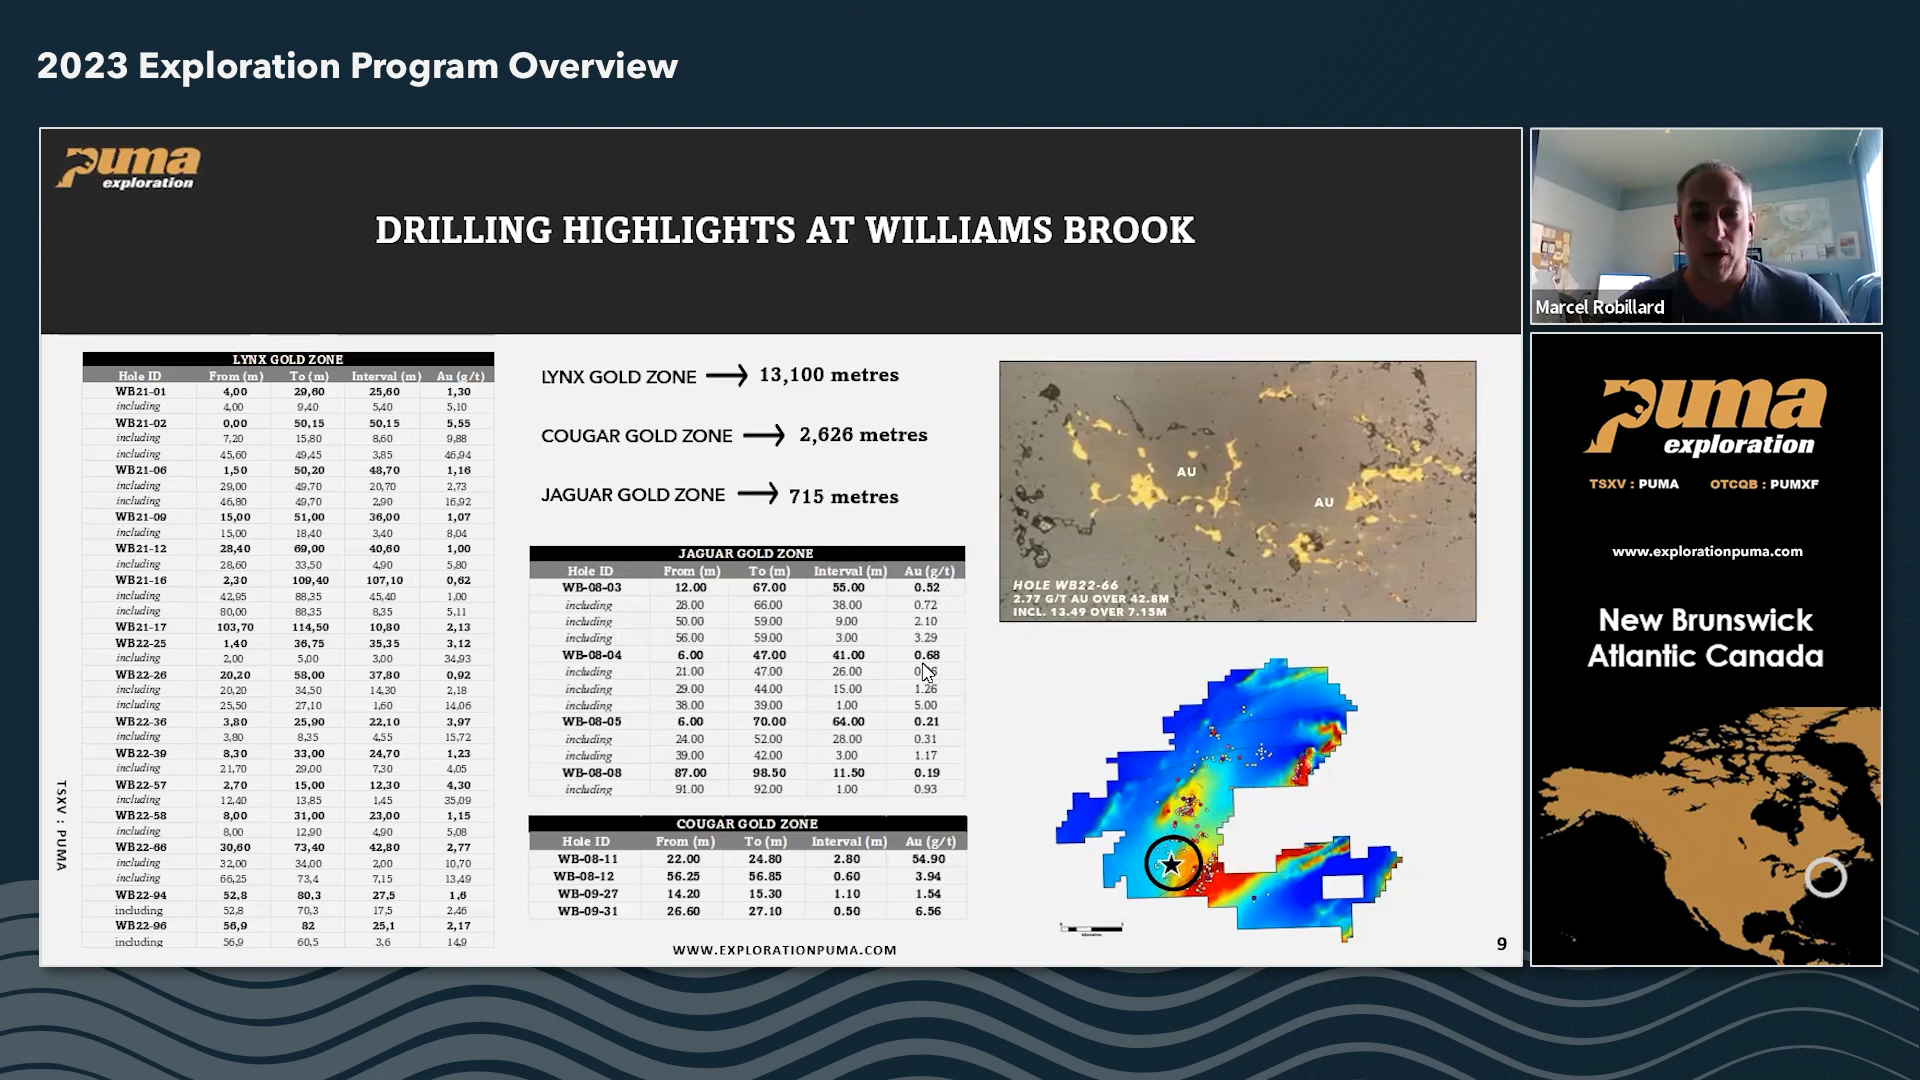 2023 Exploration Program Overview
puma
exploration
DRILLING HIGHLIGHTS AT WILLIAMS BROOK
LYNX GOLD ZONE
Hole ID From (m) To (m) Interval (m) Au (g/t)
WB21-01 4,00 29,60 25,60 1,30
including 4,00 9,40 5,40 5,10
WB21-02 0,00 50,15 50,15 5,55
including 7,20 15,80 8,60 9,88
including 45,60 49,45 3,85 46,94
WB21-06 1,50 50,20 48,70 1,16
including 29,00 49,70 20,70 2,73
including 46,80 49,70 2,90 16,92
WB21-09 15,00 51,00 36,00 1,07
including 15,00 18,40 3,40 8,04
WB21-12 28,40 69,00 40,60 1,00
including 28,60 33,50 4,90 5,80
WB21-16 2,30 109,40 107,10 0,62
including 42,95 88,35 45,40 1,00
including 80,00 88,35 8,35 5,11
WB21-17 103,70 114,50 10,80 2,13
WB22-25 1,40 36,75 35,35 3,12
including 2,00 5,00 3,00 34,93
WB22-26 20,20 58,00 37,80 0,92
including 20,20 34,50 14,30 2,18
including 25,50 27,10 1,60 14,06
WB22-36 3,80 25,90 22,10 3,97
including 3,80 8,35 4,55 15,72
WB22-39 8,30 33,00 24,70 1,23
including 21,70 29,00 7,30 4,05
WB22-57 2,70 15,00 12,30 4,30
including 12,40 13,85 1,45 35,09
WB22-58 8,00 31,00 23,00 1,15
including 8,00 12,90 4,90 5,08
WB22-66 30,60 73,40 42,80 2,77
including 32,00 34,00 2,00 10,70
including 66,25 73,4 7,15 13,49
WB22-94 52,8 80,3 27,5 1,6
including 52,8 70,3 17,5 2,46
WB22-96 56,9 82 25,1 2,17
including 56,9 60,5 3,6 14,9
TSXV : PUMA
LYNX GOLD ZONE → 13,100 metres
COUGAR GOLD ZONE → 2,626 metres
JAGUAR GOLD ZONE → 715 metres
JAGUAR GOLD ZONE
Hole ID From (m) To (m) Interval (m) Au (g/t)
WB-08-03 12.00 67.00 55.00 0.52
including 28.00 66.00 38.00 0.72
including 50.00 59.00 9.00 2.10
including 56.00 59.00 3.00 3.29
WB-08-04 6.00 47.00 41.00 0.68
including 21.00 47.00 26.00
including 29.00 44.00 15.00 1.26
including 38.00 39.00 1.00 5.00
WB-08-05 6.00 70.00 64.00 0.21
including 24.00 52.00 28.00 0.31
including 39.00 42.00 3.00 1.17
WB-08-08 87.00 98.50 11.50 0.19
including 91.00 92.00 1.00 0.93
COUGAR GOLD ZONE
Hole ID From (m) To (m) Interval (m) Au (g/t)
WB-08-11 22.00 24.80 2.80 54.90
WB-08-12 56.25 56.85 0.60 3.94
WB-09-27 14.20 15.30 1.10 1.54
WB-09-31 26.60 27.10 0.50 6.56
WWW.EXPLORATIONPUMA.COM
AU
AU
HOLE WB22-66
2.77 G/T AU OVER 42.8M
INCL. 13.49 OVER 7.15M
9
Marcel Robillard
puma
exploration
TSXV : PUMA OTCQB : PUMXF
www.explorationpuma.com
New Brunswick
Atlantic Canada